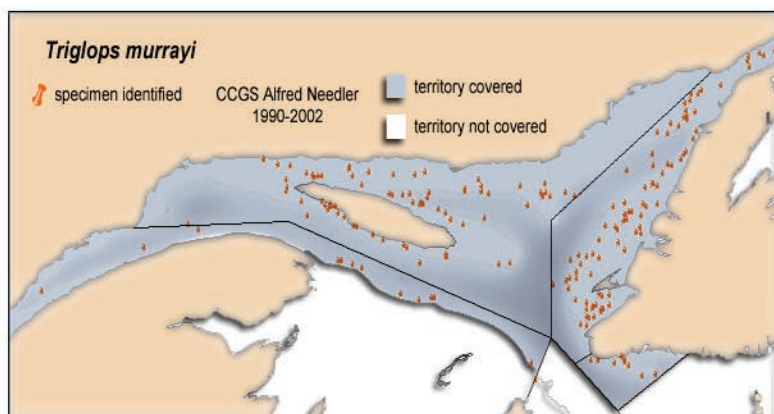 Triglops murrayi
specimen identified
CCGS Alfred Needler
1990-2002
territory covered
territory not covered